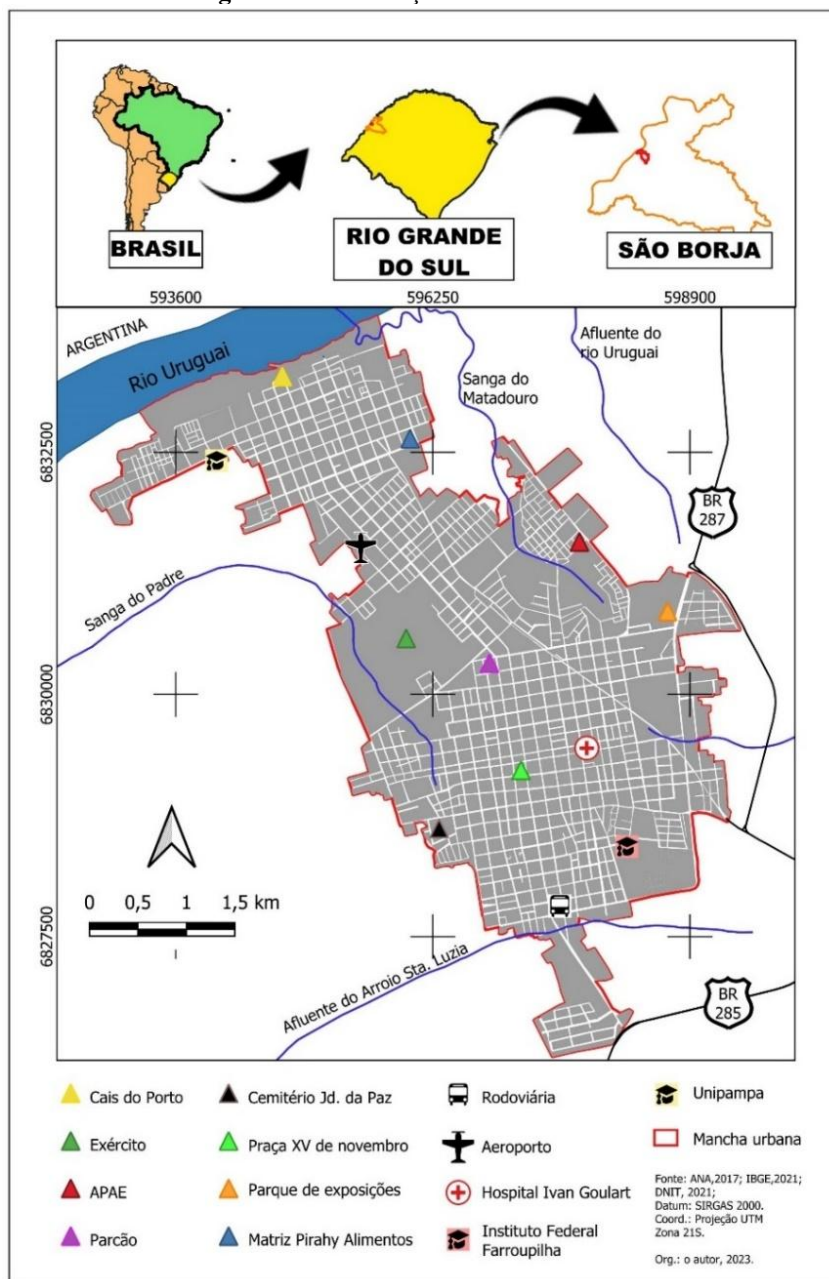 BRASIL
RIO GRANDE
DO SUL
SÃO BORJA
593600
596250
598900
ARGENTINA
Rio Uruguai
Sanga do
Matadouro
Afluente do
rio Uruguai
6832500
BR
287
Sanga do Padre
6830000
0 0,5 1 1,5 km
6827500
Afluente do Arroio Sta. Luzia
BR
285
Cais do Porto
Cemitério Jd. da Paz
Rodoviária
Unipampa
Exército
Praça XV de novembro
Aeroporto
Mancha urbana
APAE
Parque de exposições
Hospital Ivan Goulart
Parcão
Matriz Pirahy Alimentos
Instituto Federal
Farroupilha
Fonte: ANA,2017; IBGE,2021;
DNIT, 2021;
Datum: SIRGAS 2000.
Coord.: Projeção UTM
Zona 21S.
Org.: o autor, 2023.